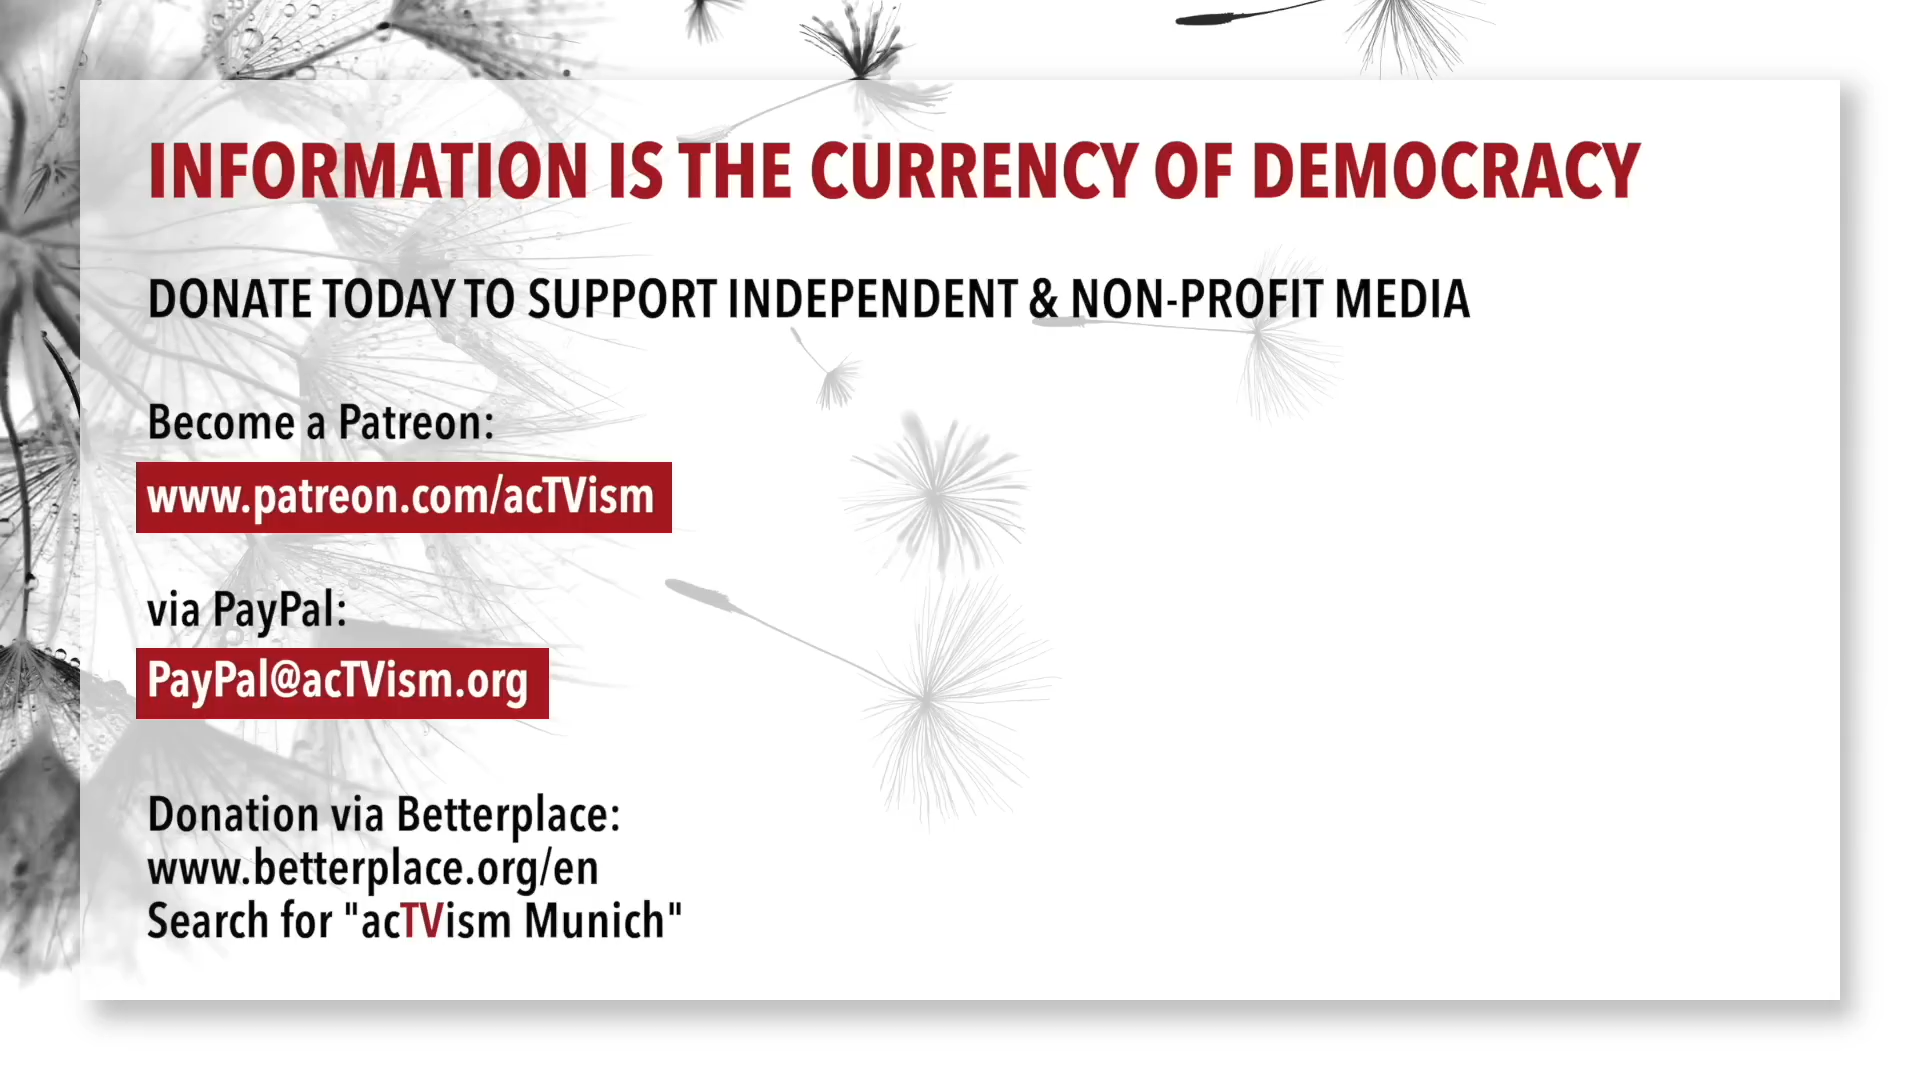 INFORMATION IS THE CURRENCY OF DEMOCRACY
DONATE TODAY TO SUPPORT INDEPENDENT & NON-PROFIT MEDIA
Become a Patreon:
www.patreon.com/acTVism
via PayPal:
PayPal@acTVism.org
Donation via Betterplace:
www.betterplace.org/en
Search for "acTVism Munich"